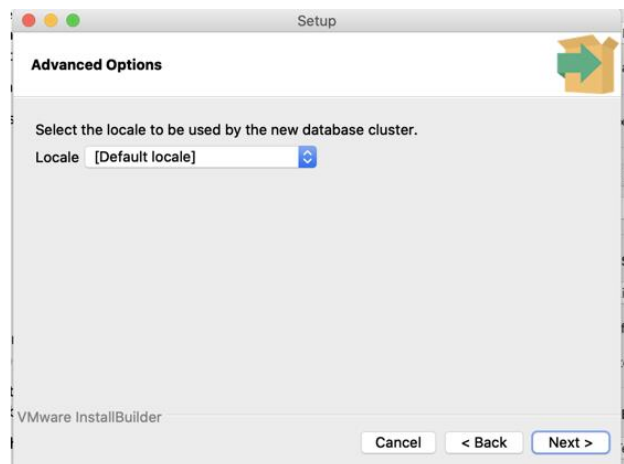 Setup
Advanced Options
Select the locale to be used by the new database cluster.
Locale [Default locale]
VMware InstallBuilder
Cancel < Back Next >